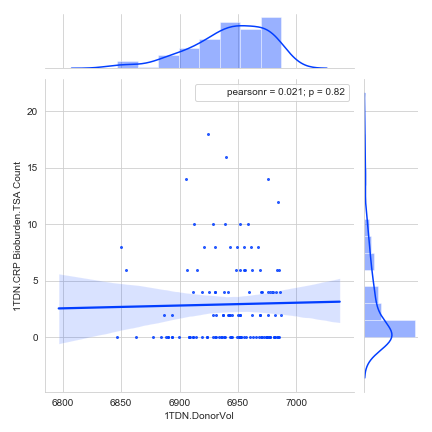 pearsonr = 0.021; p = 0.82
20
15
10
5
0
1TDN.CRP Bioburden.TSA Count
6800 6850 6900 6950 7000
1TDN.DonorVol